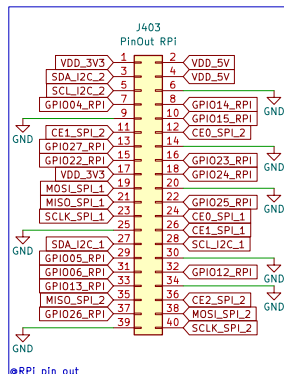 J403
PinOut RPi
VDD_3V3 1 2 VDD_5V
SDA_I2C_2 3 4 VDD_5V
SCL_I2C_2 5 6
GPIO04_RPI 7 8 GPIO14_RPI
9 10 GPIO15_RPI
GND
CE1_SPI_2 11 12 CE0_SPI_2
GND
GPIO27_RPI 13 14
GPIO22_RPI 15 16 GPIO23_RPI
GND
VDD_3V3 17 18 GPIO24_RPI
MOSI_SPI_1 19 20
MISO_SPI_1 21 22 GPIO25_RPI
GND
SCLK_SPI_1 23 24 CE0_SPI_1
25 26 CE1_SPI_1
GND
SDA_I2C_1 27 28 SCL_I2C_1
GPIO05_RPI 29 30
GPIO06_RPI 31 32 GPIO12_RPI
GND
GPIO13_RPI 33 34
MISO_SPI_2 35 36 CE2_SPI_2
GND
GPIO26_RPI 37 38 MOSI_SPI_2
39 40 SCLK_SPI_2
GND
@RPi pin out